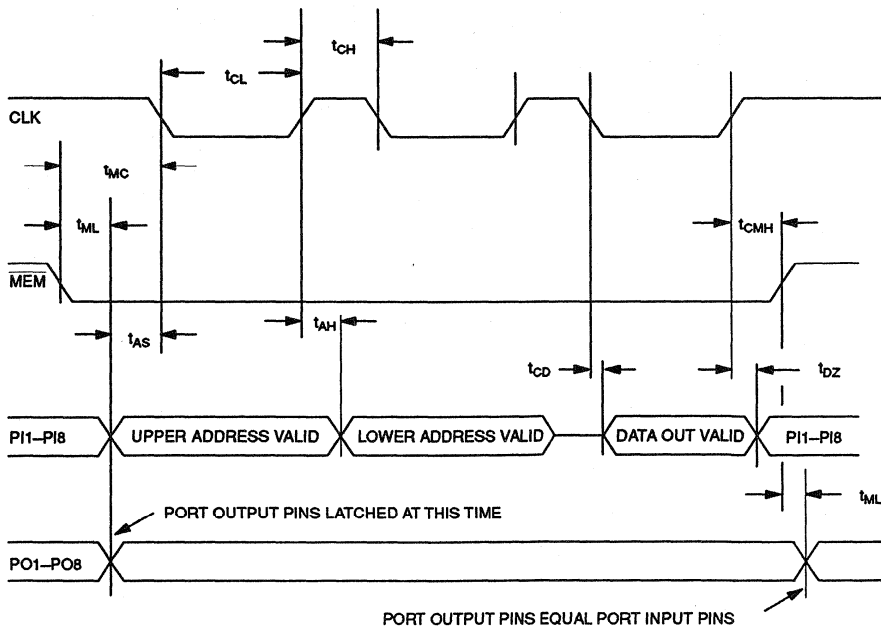 tCH
tCL
CLK
tMC
tML
tCMH
MEM
tAS
tAH
tCD
tDZ
PI1–PI8
UPPER ADDRESS VALID
LOWER ADDRESS VALID
DATA OUT VALID
PI1–PI8
tML
PORT OUTPUT PINS LATCHED AT THIS TIME
PO1–PO8
PORT OUTPUT PINS EQUAL PORT INPUT PINS